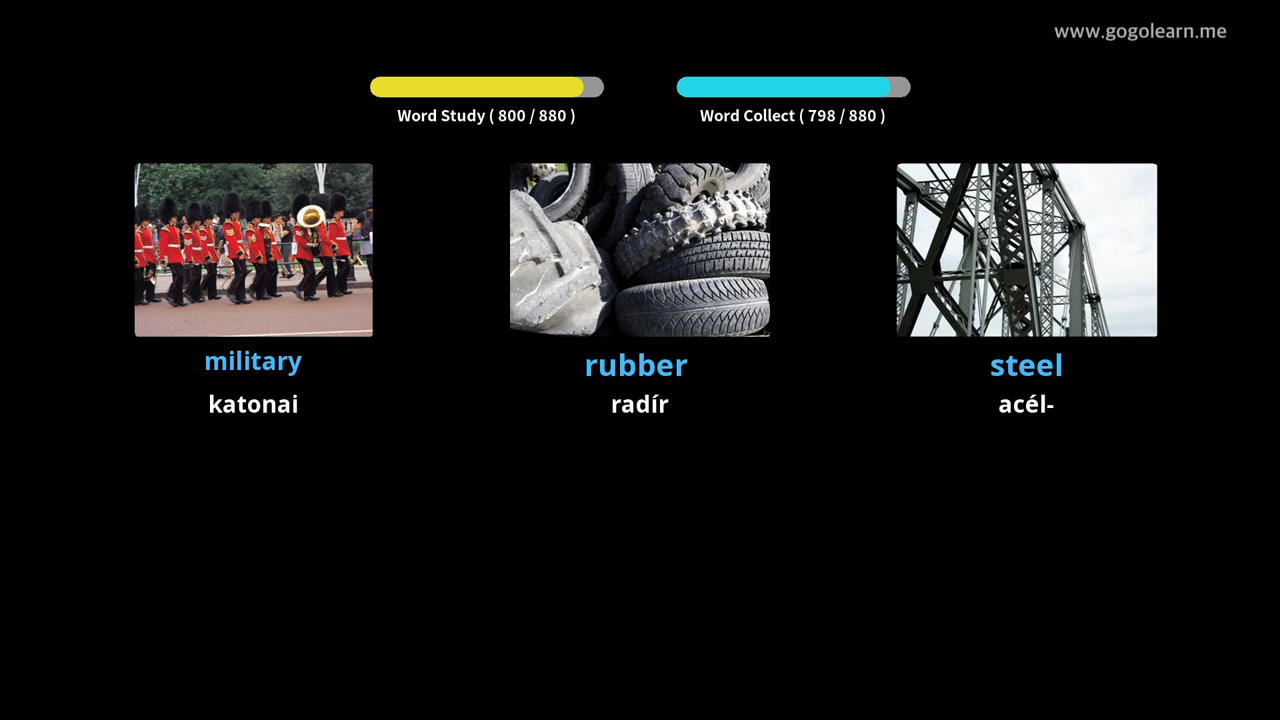 www.gogolearn.me
Word Study ( 800 / 880 )
Word Collect ( 798 / 880 )
military
rubber
steel
katonai
radír
acél-